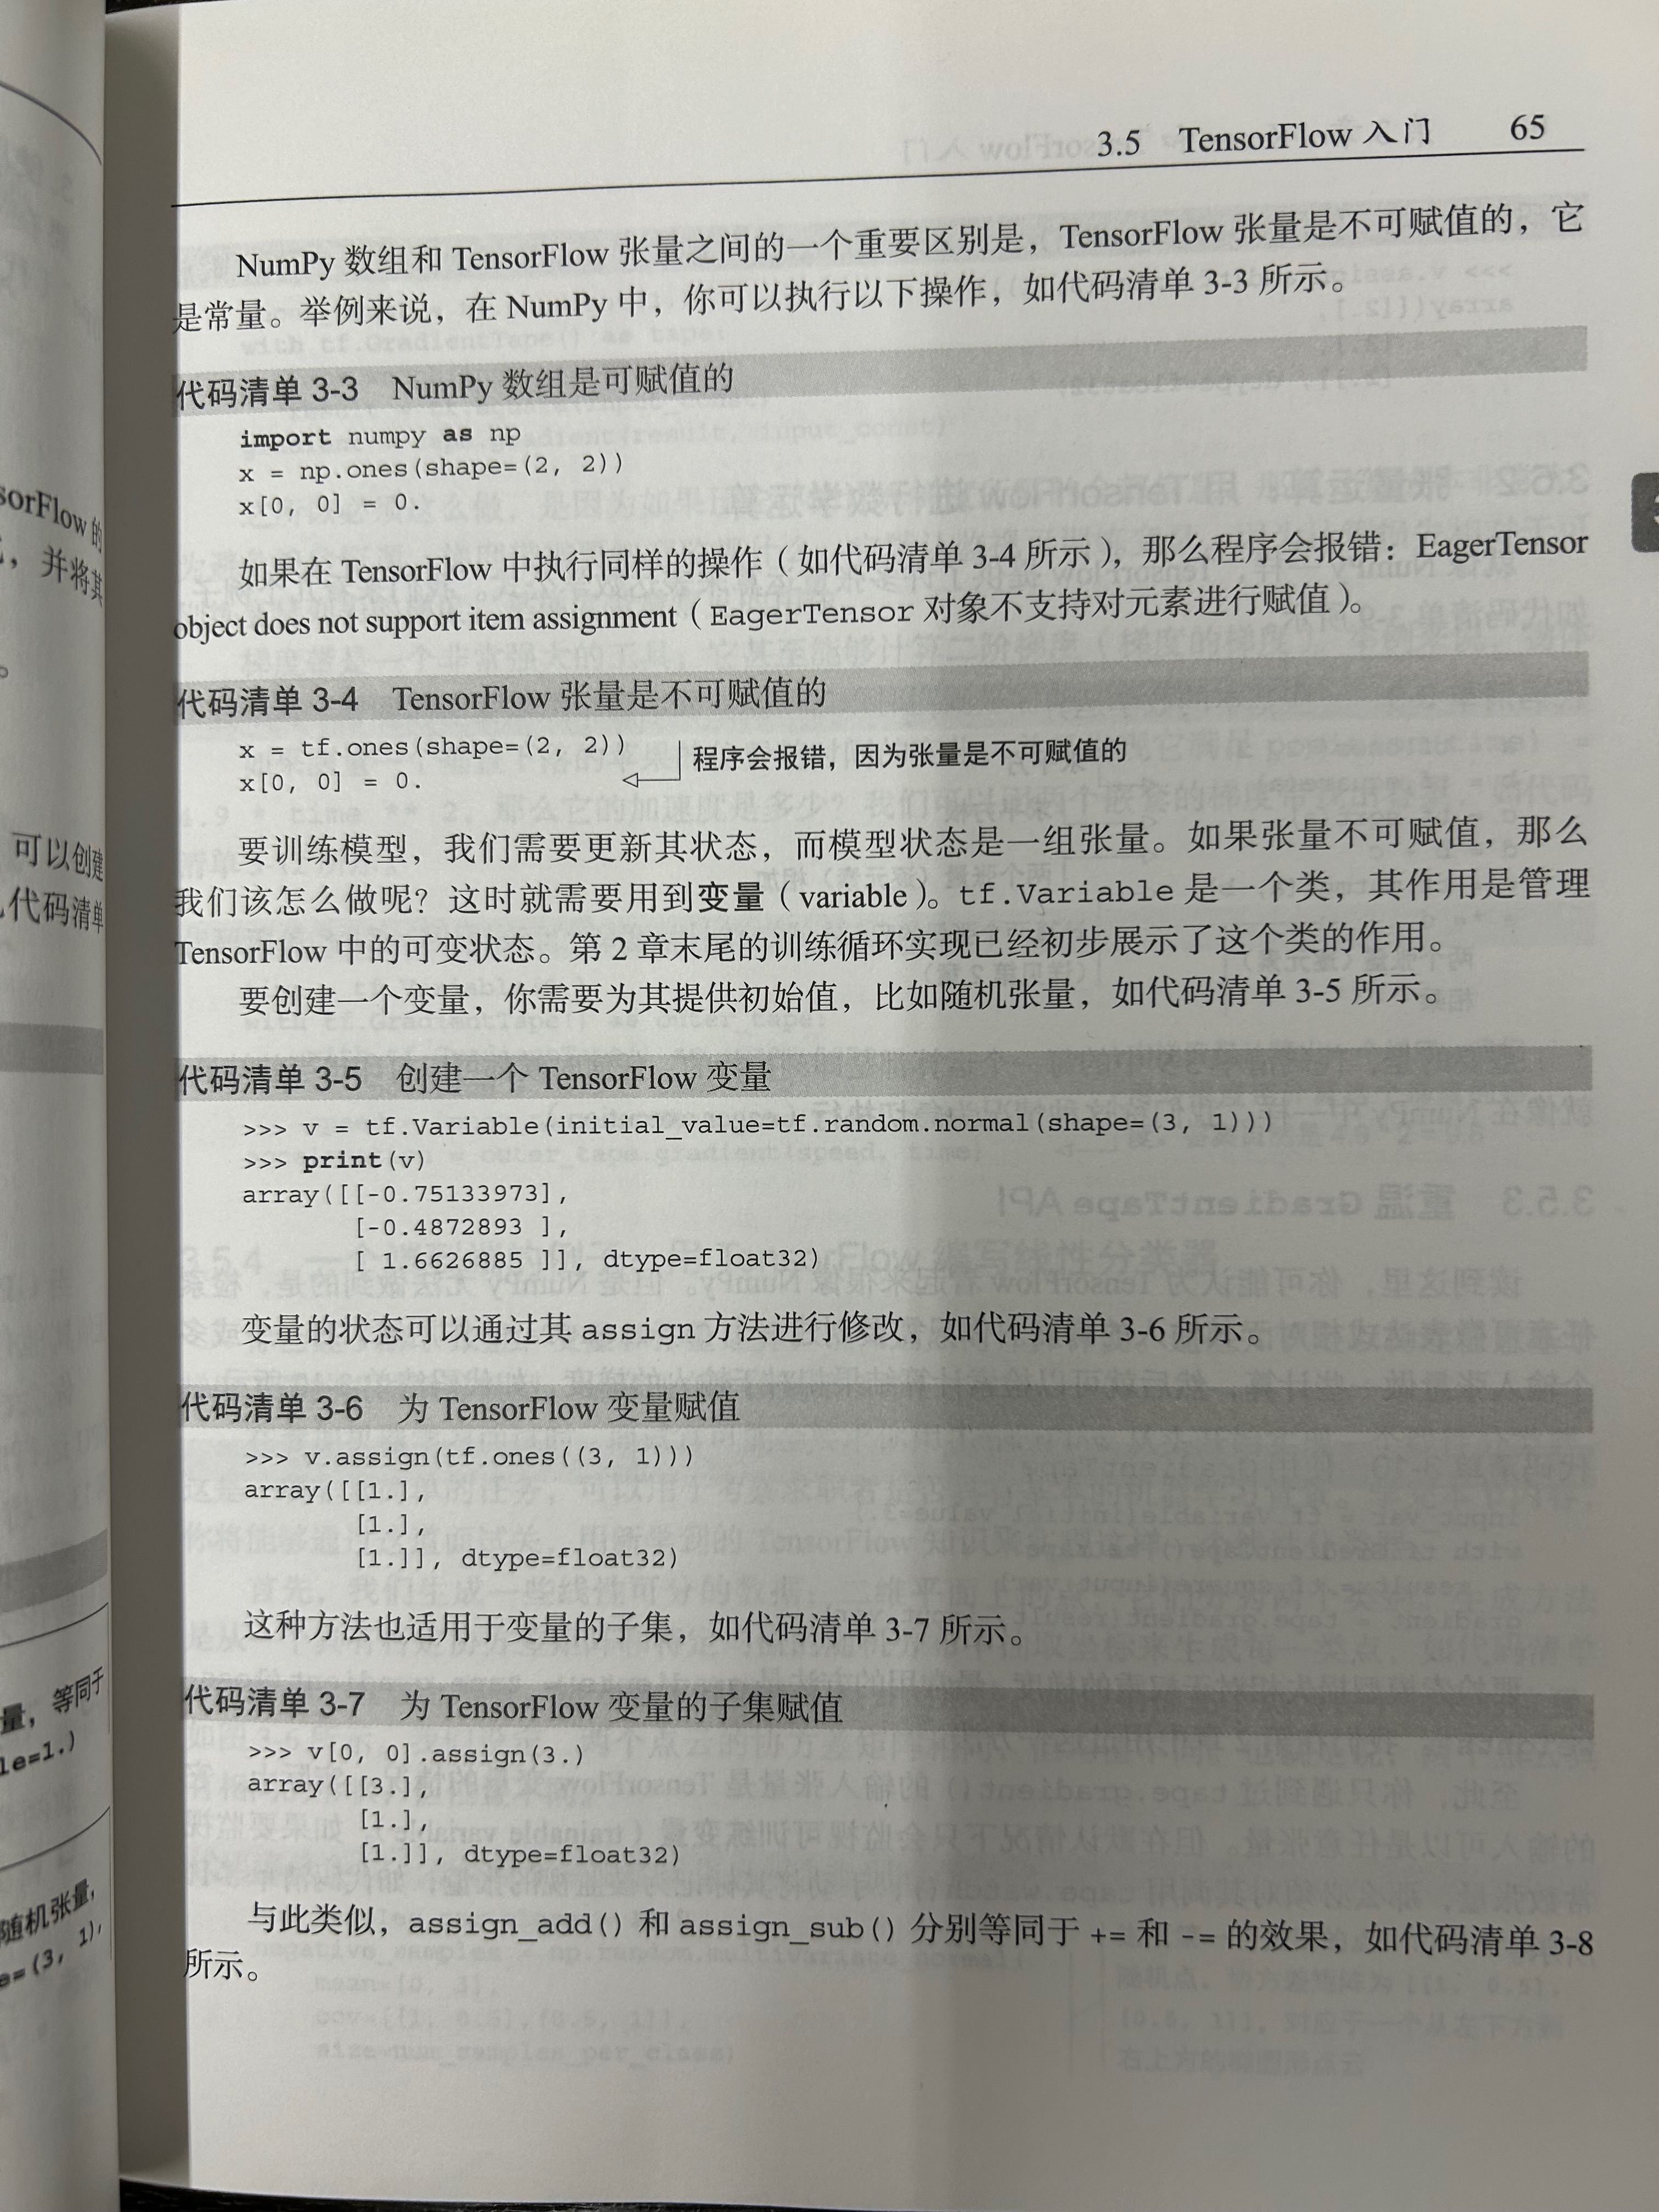 3.5 TensorFlow 入门 65
NumPy 数组和 TensorFlow 张量之间的一个重要区别是，TensorFlow 张量是不可赋值的，它
是常量。举例来说，在 NumPy 中，你可以执行以下操作，如代码清单 3-3 所示。
代码清单 3-3 NumPy 数组是可赋值的
import numpy as np
x = np.ones(shape=(2, 2))
x[0, 0] = 0.
如果在 TensorFlow 中执行同样的操作（如代码清单 3-4 所示），那么程序会报错：EagerTensor
object does not support item assignment（EagerTensor 对象不支持对元素进行赋值）。
代码清单 3-4 TensorFlow 张量是不可赋值的
x = tf.ones(shape=(2, 2))
x[0, 0] = 0.
程序会报错，因为张量是不可赋值的
要训练模型，我们需要更新其状态，而模型状态是一组张量。如果张量不可赋值，那么
我们该怎么做呢？这时就需要用到变量（variable）。tf.Variable 是一个类，其作用是管理
TensorFlow 中的可变状态。第 2 章末尾的训练循环实现已经初步展示了这个类的作用。
要创建一个变量，你需要为其提供初始值，比如随机张量，如代码清单 3-5 所示。
代码清单 3-5 创建一个 TensorFlow 变量
>>> v = tf.Variable(initial_value=tf.random.normal(shape=(3, 1)))
>>> print(v)
array([[-0.75133973],
[-0.4872893 ],
[ 1.6626885 ]], dtype=float32)
变量的状态可以通过其 assign 方法进行修改，如代码清单 3-6 所示。
代码清单 3-6 为 TensorFlow 变量赋值
>>> v.assign(tf.ones((3, 1)))
array([[1.],
[1.],
[1.]], dtype=float32)
这种方法也适用于变量的子集，如代码清单 3-7 所示。
代码清单 3-7 为 TensorFlow 变量的子集赋值
>>> v[0, 0].assign(3.)
array([[3.],
[1.],
[1.]], dtype=float32)
与此类似，assign_add() 和 assign_sub() 分别等同于 += 和 -= 的效果，如代码清单 3-8
所示。